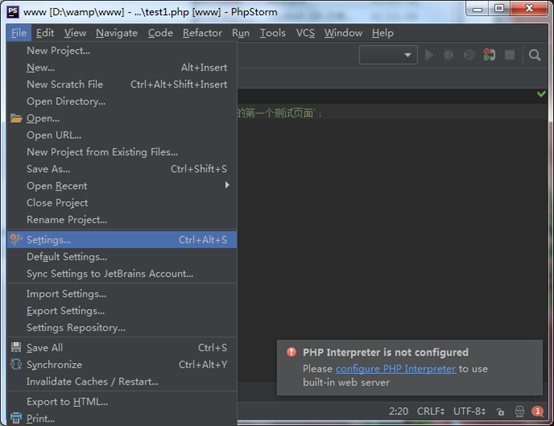 PS www [D:\wamp\www] - ...\test1.php [www] - PhpStorm
File Edit View Navigate Code Refactor Run Tools VCS Window Help
New Project...
New... Alt+Insert
New Scratch File Ctrl+Alt+Shift+Insert
Open Directory...
Open...
的第一个测试页面';
Open URL...
New Project from Existing Files...
Save As... Ctrl+Shift+S
Open Recent
Close Project
Rename Project...
Settings... Ctrl+Alt+S
Default Settings...
Sync Settings to JetBrains Account...
Import Settings...
Export Settings...
Settings Repository...
Save All Ctrl+S
Synchronize Ctrl+Alt+Y
Invalidate Caches / Restart...
Export to HTML...
Print...
PHP Interpreter is not configured
Please configure PHP Interpreter to use
built-in web server
2:20 CRLF UTF-8 1